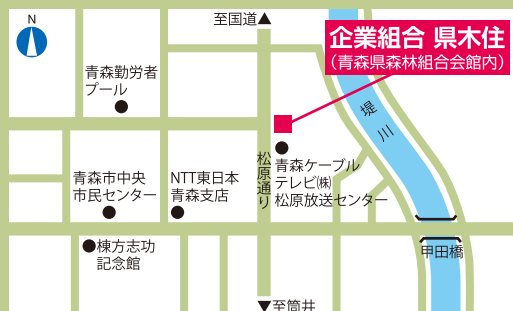 N
至国道▲
企業組合 県木住
(青森県森林組合会館内)
青森勤労者
プール
堤川
松原通り
青森ケーブル
テレビ㈱
松原放送センター
青森市中央
市民センター
NTT東日本
青森支店
棟方志功
記念館
甲田橋
▼至筒井